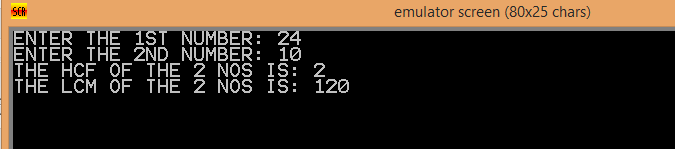 SCR
emulator screen (80x25 chars)
ENTER THE 1ST NUMBER: 24
ENTER THE 2ND NUMBER: 10
THE HCF OF THE 2 NOS IS: 2
THE LCM OF THE 2 NOS IS: 120